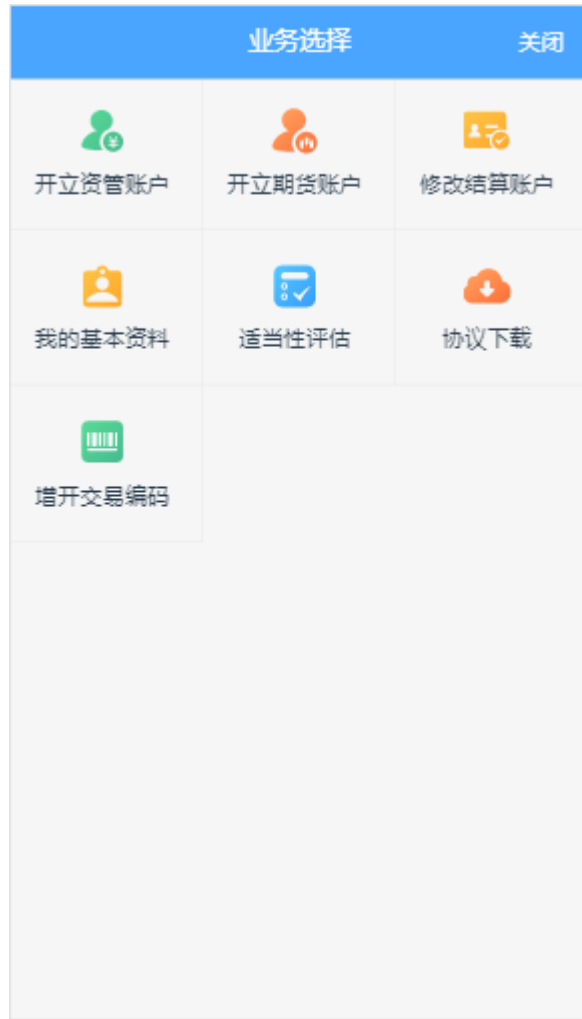 业务选择 关闭
开立资管账户 开立期货账户 修改结算账户
我的基本资料 适当性评估 协议下载
增开交易编码